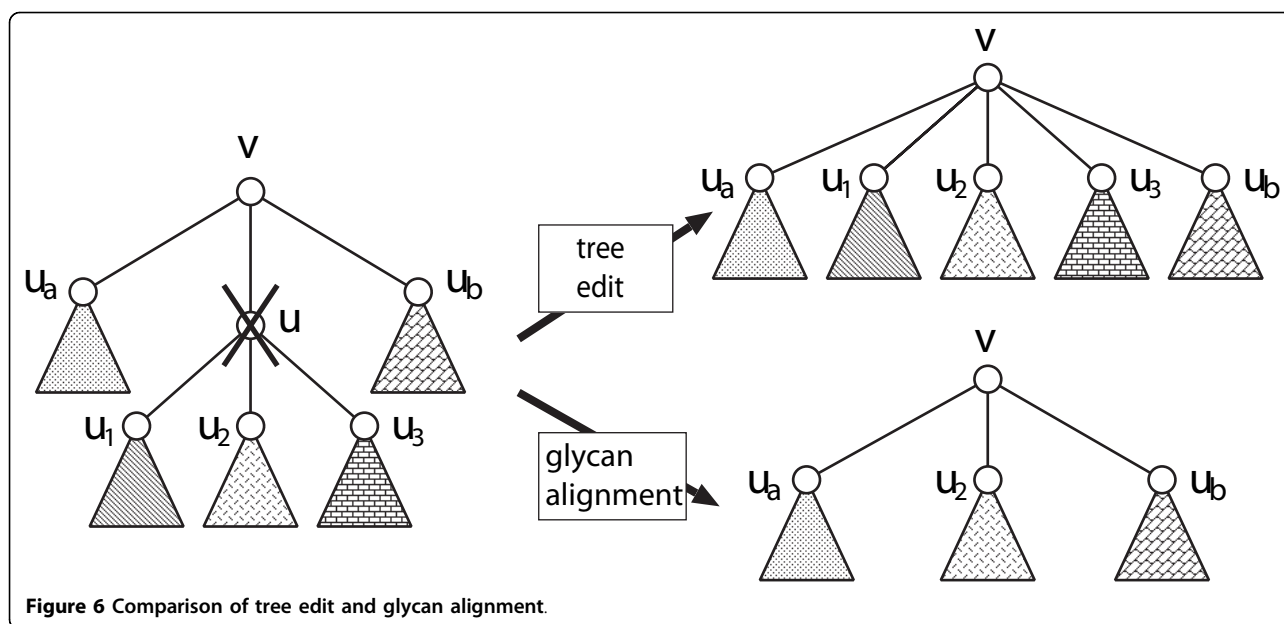 v
u_a
u
u_b
u_1
u_2
u_3
tree
edit
glycan
alignment
v
u_a
u_1
u_2
u_3
u_b
v
u_a
u_2
u_b
Figure 6 Comparison of tree edit and glycan alignment.